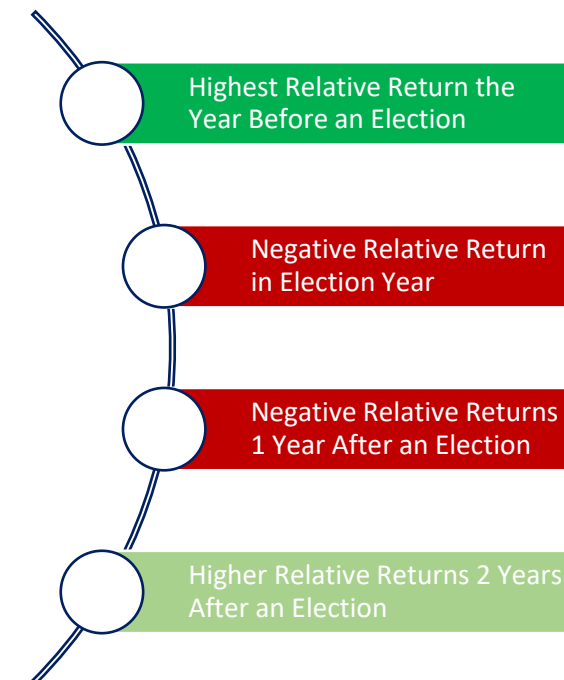 Highest Relative Return the
Year Before an Election
Negative Relative Return
in Election Year
Negative Relative Returns
1 Year After an Election
Higher Relative Returns 2 Years
After an Election